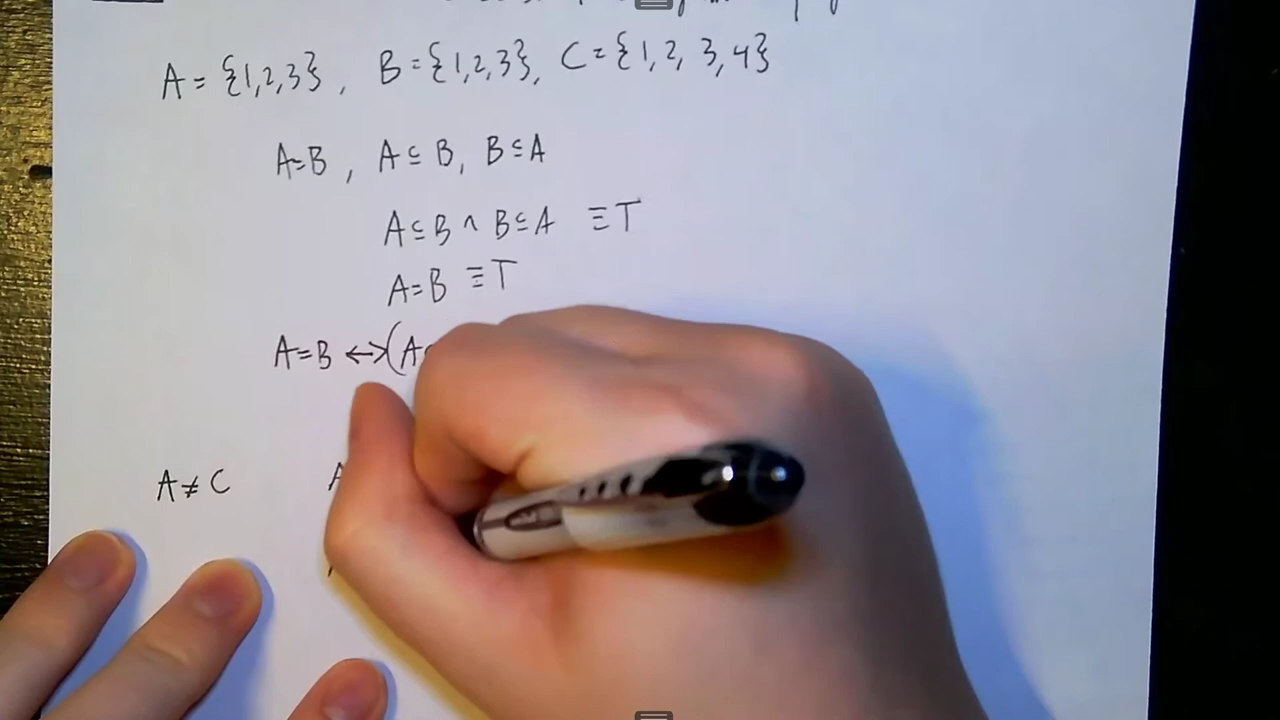 A = {1,2,3}, B = {1,2,3}, C = {1, 2, 3, 4}
A=B, A ⊆ B, B ⊆ A
A ⊆ B ∧ B ⊆ A ≡ T
A=B ≡ T
A=B ↔ (A
A ≠ C